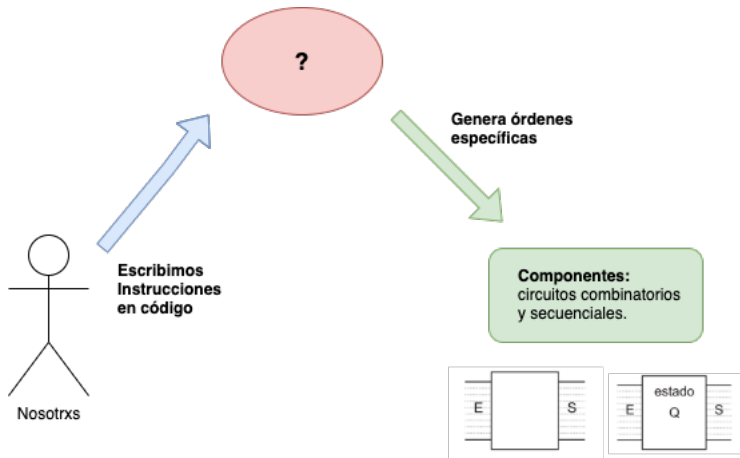 ?
Genera órdenes
específicas
Escribimos
Instrucciones
en código
Componentes:
circuitos combinatorios
y secuenciales.
Nosotrxs
E
S
estado
E
Q
S